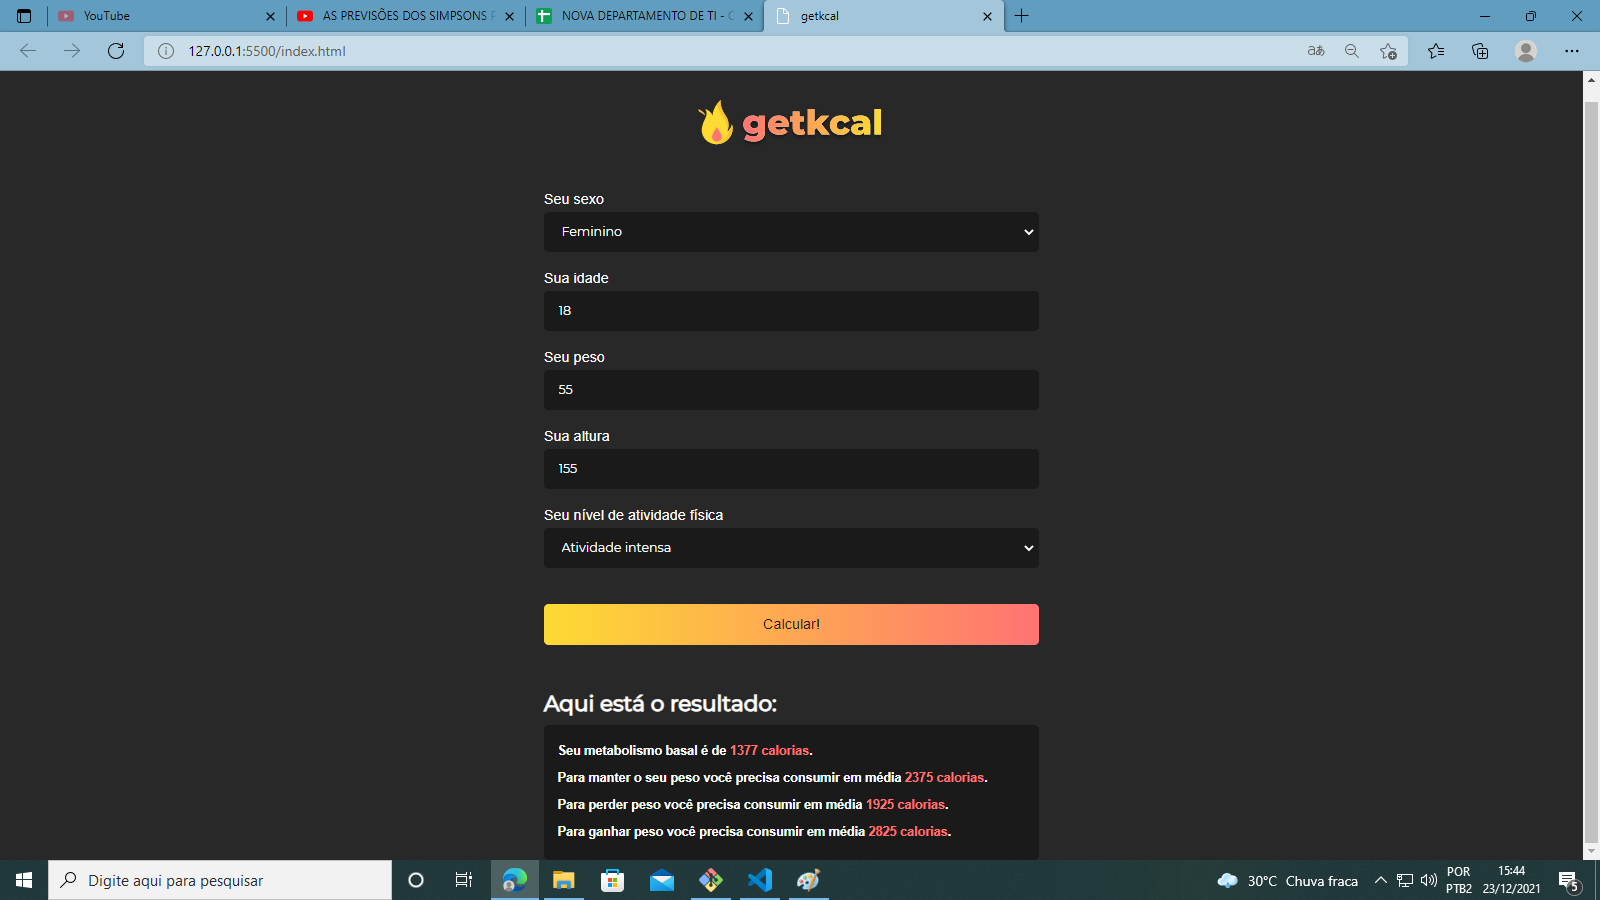 YouTube
AS PREVISÕES DOS SIMPSONS P
NOVA DEPARTAMENTO DE TI - C
getkcal
127.0.0.1:5500/index.html
getkcal
Seu sexo
Feminino
Sua idade
18
Seu peso
55
Sua altura
155
Seu nível de atividade física
Atividade intensa
Calcular!
Aqui está o resultado:
Seu metabolismo basal é de 1377 calorias.
Para manter o seu peso você precisa consumir em média 2375 calorias.
Para perder peso você precisa consumir em média 1925 calorias.
Para ganhar peso você precisa consumir em média 2825 calorias.
Digite aqui para pesquisar
30°C Chuva fraca
POR
PTB2
15:44
23/12/2021
5